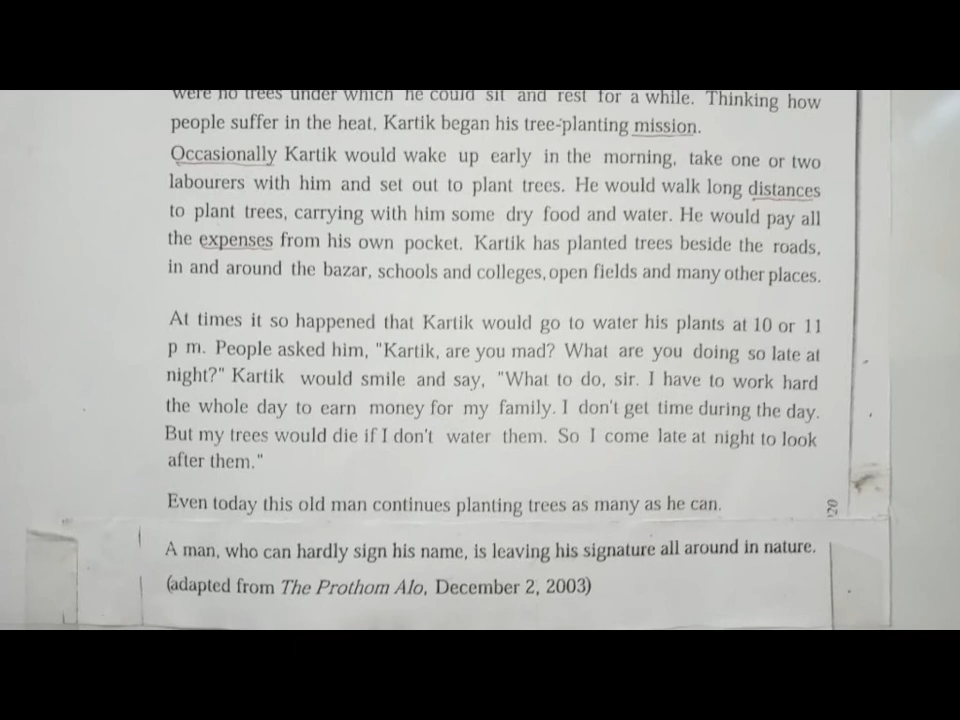 were no trees under which he could sit and rest for a while. Thinking how
people suffer in the heat, Kartik began his tree-planting mission.
Occasionally Kartik would wake up early in the morning, take one or two
labourers with him and set out to plant trees. He would walk long distances
to plant trees, carrying with him some dry food and water. He would pay all
the expenses from his own pocket. Kartik has planted trees beside the roads,
in and around the bazar, schools and colleges, open fields and many other places.
At times it so happened that Kartik would go to water his plants at 10 or 11
p m. People asked him, "Kartik, are you mad? What are you doing so late at
night?" Kartik would smile and say, "What to do, sir. I have to work hard
the whole day to earn money for my family. I don't get time during the day.
But my trees would die if I don't water them. So I come late at night to look
after them."
Even today this old man continues planting trees as many as he can.
A man, who can hardly sign his name, is leaving his signature all around in nature.
(adapted from The Prothom Alo, December 2, 2003)